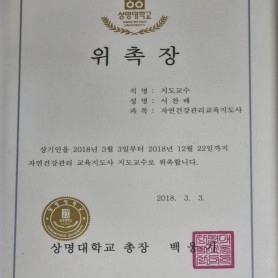 상명대학교
위촉장
직 명 : 지도교수
성 명 : 서 찬 배
과 목 : 자연건강관리교육지도사
상기인을 2018년 3월 3일부터 2018년 12월 22일까지
자연건강관리 교육지도사 지도교수로 위촉합니다.
2018. 3. 3.
상명대학교 총장 백 웅 기